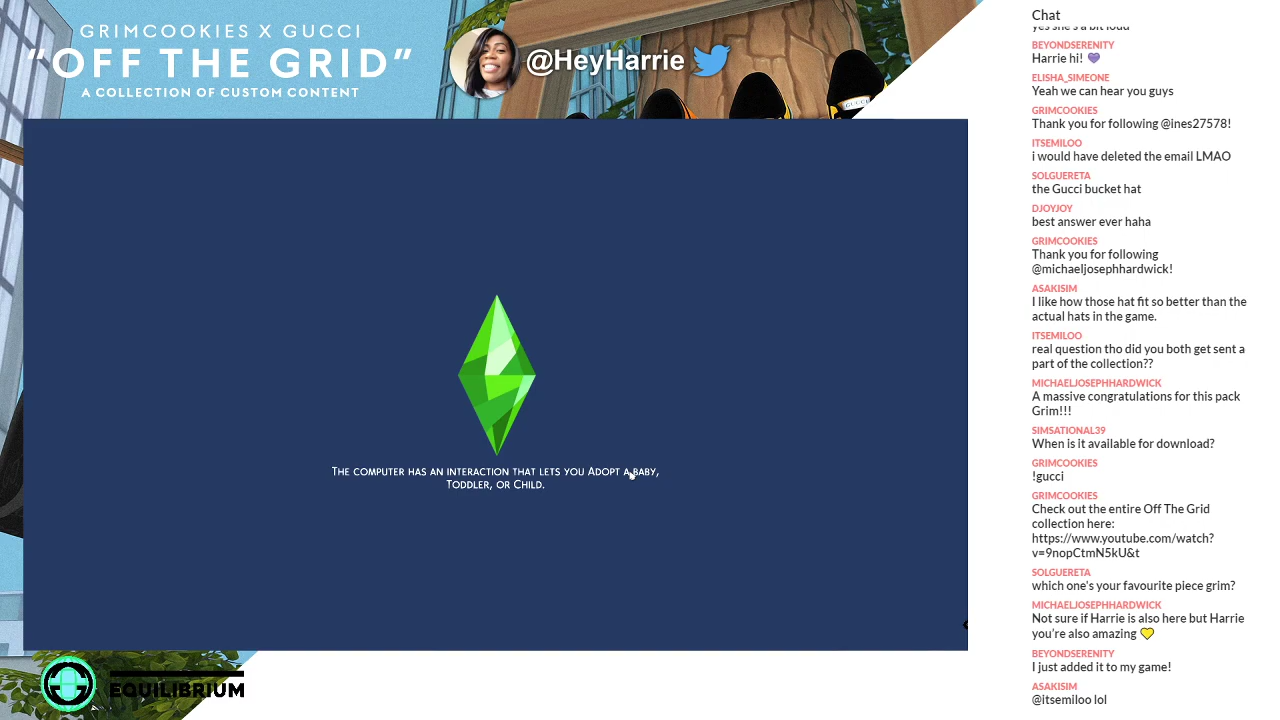 GRIMCOOKIES X GUCCI
“OFF THE GRID”
A COLLECTION OF CUSTOM CONTENT
@HeyHarrie
GUCCI
THE COMPUTER HAS AN INTERACTION THAT LETS YOU ADOPT A BABY,
TODDLER, OR CHILD.
EQUILIBRIUM
Chat
yes she's a bit loud
BEYONDSERENITY
Harrie hi! 💜
ELISHA_SIMEONE
Yeah we can hear you guys
GRIMCOOKIES
Thank you for following @ines27578!
ITSEMILOO
i would have deleted the email LMAO
SOLGUERETA
the Gucci bucket hat
DJOYJOY
best answer ever haha
GRIMCOOKIES
Thank you for following
@michaeljosephhardwick!
ASAKISIM
I like how those hat fit so better than the
actual hats in the game.
ITSEMILOO
real question tho did you both get sent a
part of the collection??
MICHAELJOSEPHHARDWICK
A massive congratulations for this pack
Grim!!!
SIMSATIONAL39
When is it available for download?
GRIMCOOKIES
!gucci
GRIMCOOKIES
Check out the entire Off The Grid
collection here:
https://www.youtube.com/watch?
v=9nopCtmN5kU&t
SOLGUERETA
which one's your favourite piece grim?
MICHAELJOSEPHHARDWICK
Not sure if Harrie is also here but Harrie
you're also amazing 💛
BEYONDSERENITY
I just added it to my game!
ASAKISIM
@itsemiloo lol